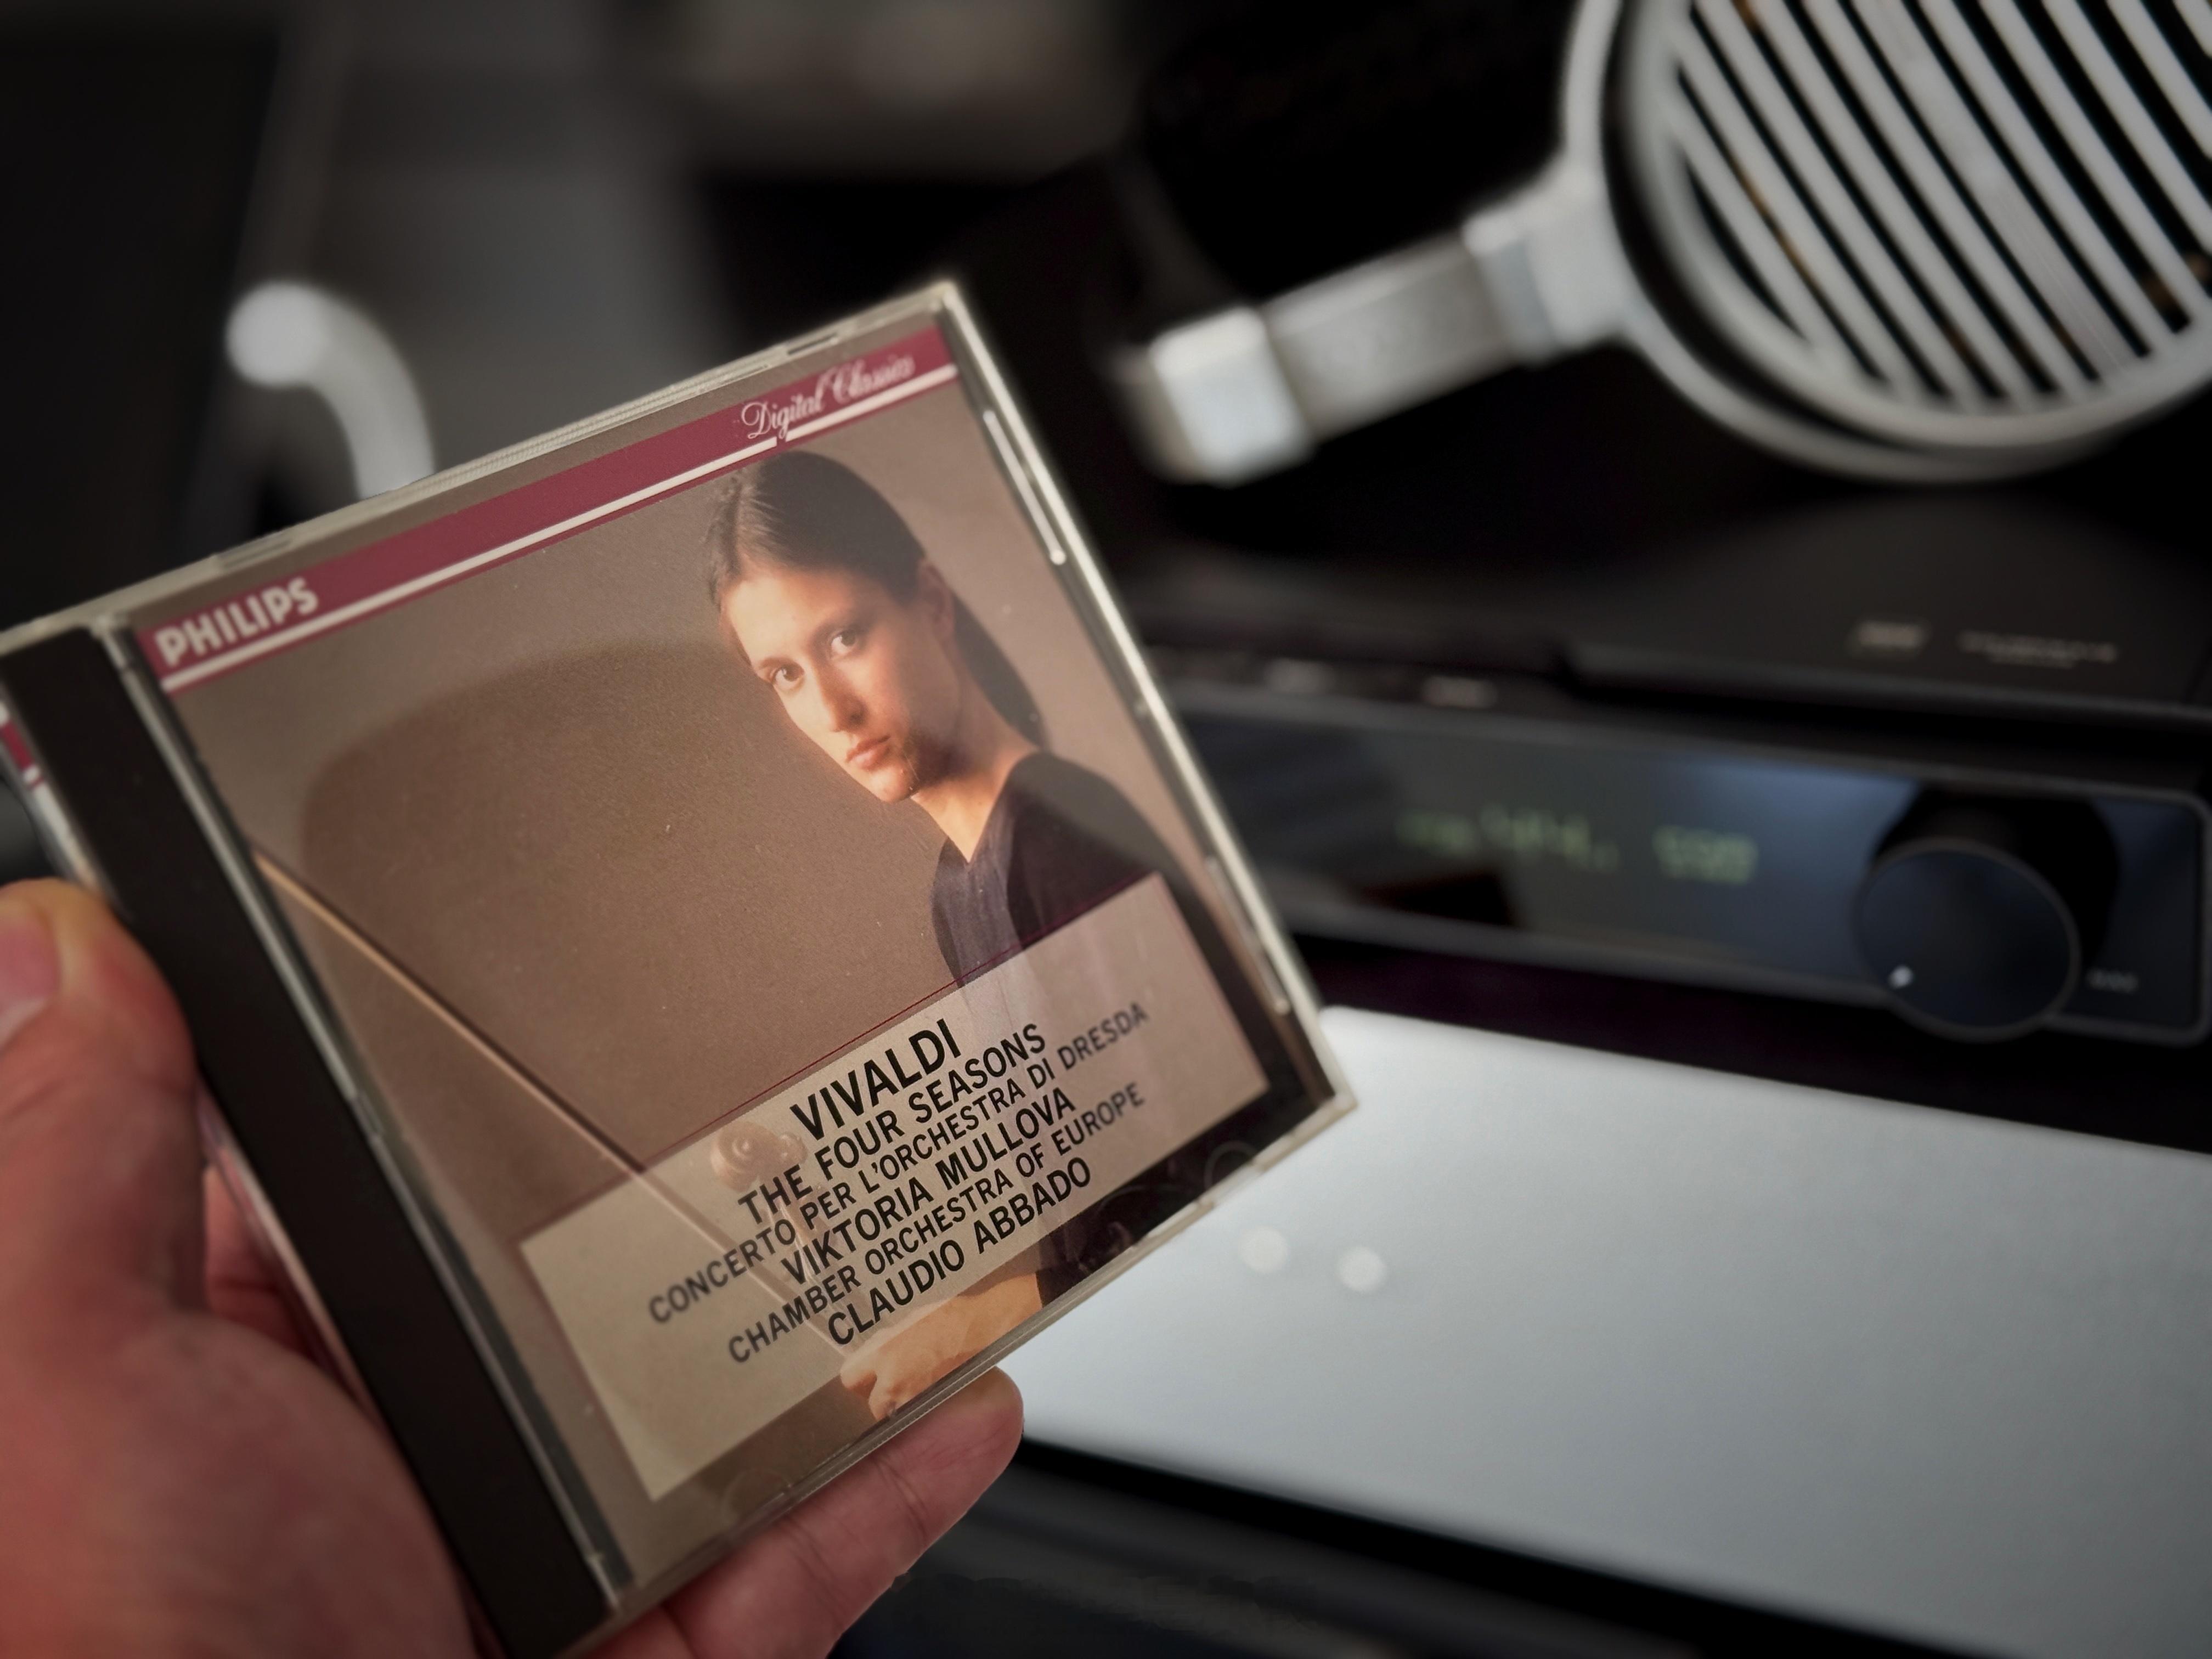 PHILIPS
Digital Classics
VIVALDI
THE FOUR SEASONS
CONCERTO PER L'ORCHESTRA DI DRESDA
VIKTORIA MULLOVA
CHAMBER ORCHESTRA OF EUROPE
CLAUDIO ABBADO